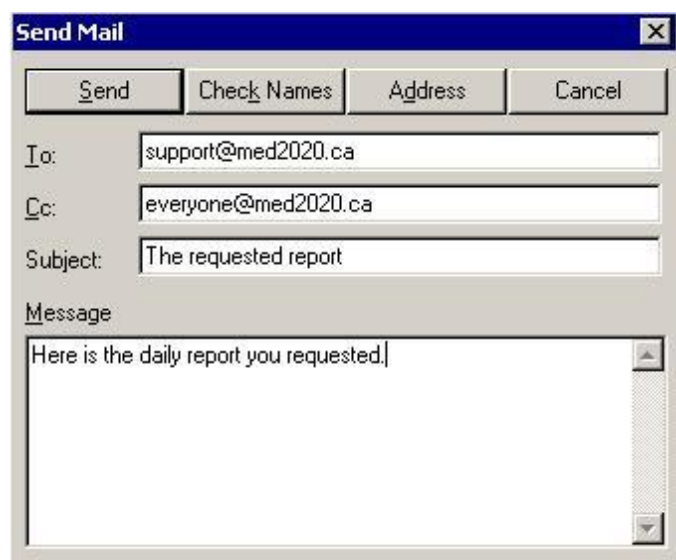 Send Mail
Send Check Names Address Cancel
To: support@med2020.ca
Cc: everyone@med2020.ca
Subject: The requested report
Message
Here is the daily report you requested.